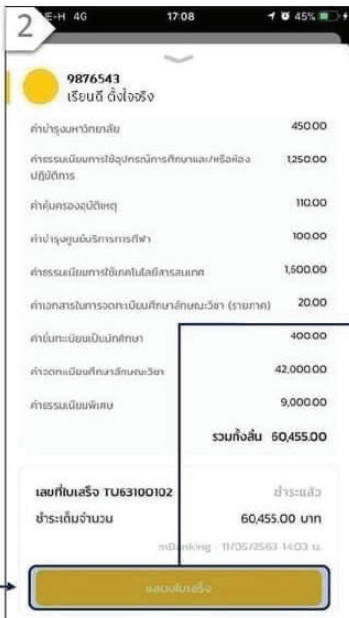 2
E-H 4G 17:08 45%
9876543
เรียนดี ตั้งใจจริง
ค่าบำรุงมหาวิทยาลัย 450.00
ค่าธรรมเนียมการใช้อุปกรณ์การศึกษาและ/หรือห้อง 1,250.00
ปฏิบัติการ
ค่าคุ้มครองอุบัติเหตุ 110.00
ค่าบำรุงศูนย์บริการการกีฬา 100.00
ค่าธรรมเนียมการใช้เทคโนโลยีสารสนเทศ 1,600.00
ค่าเอกสารในการจดทะเบียนศึกษาลักษณะวิชา (รายภาค) 20.00
ค่าขึ้นทะเบียนเป็นนักศึกษา 400.00
ค่าจดทะเบียนศึกษาลักษณะวิชา 42,000.00
ค่าธรรมเนียมพิเศษ 9,000.00
รวมทั้งสิ้น 60,455.00
เลขที่ใบเสร็จ TU63100102 ชำระแล้ว
ชำระเต็มจำนวน 60,455.00 บาท
mBanking 11/05/2563 14:03 น.
แสดงใบเสร็จ